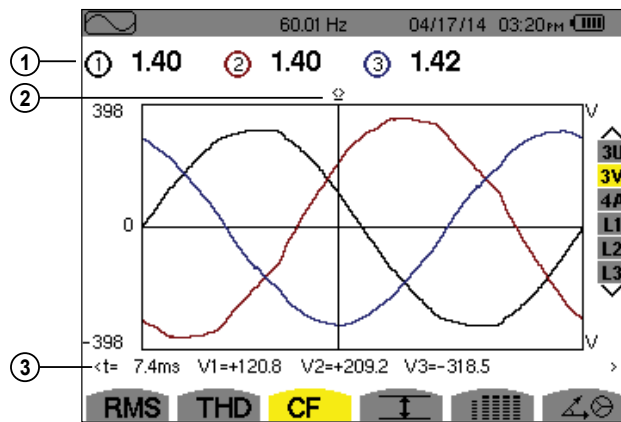 60.01 Hz 04/17/14 03:20PM
1 1 1.40 2 1.40 3 1.42
2
398 V
3U
3V
4A
0 L1
L2
L3
-398 V
3 <t= 7.4ms V1=+120.8 V2=+209.2 V3=-318.5 >
RMS THD CF